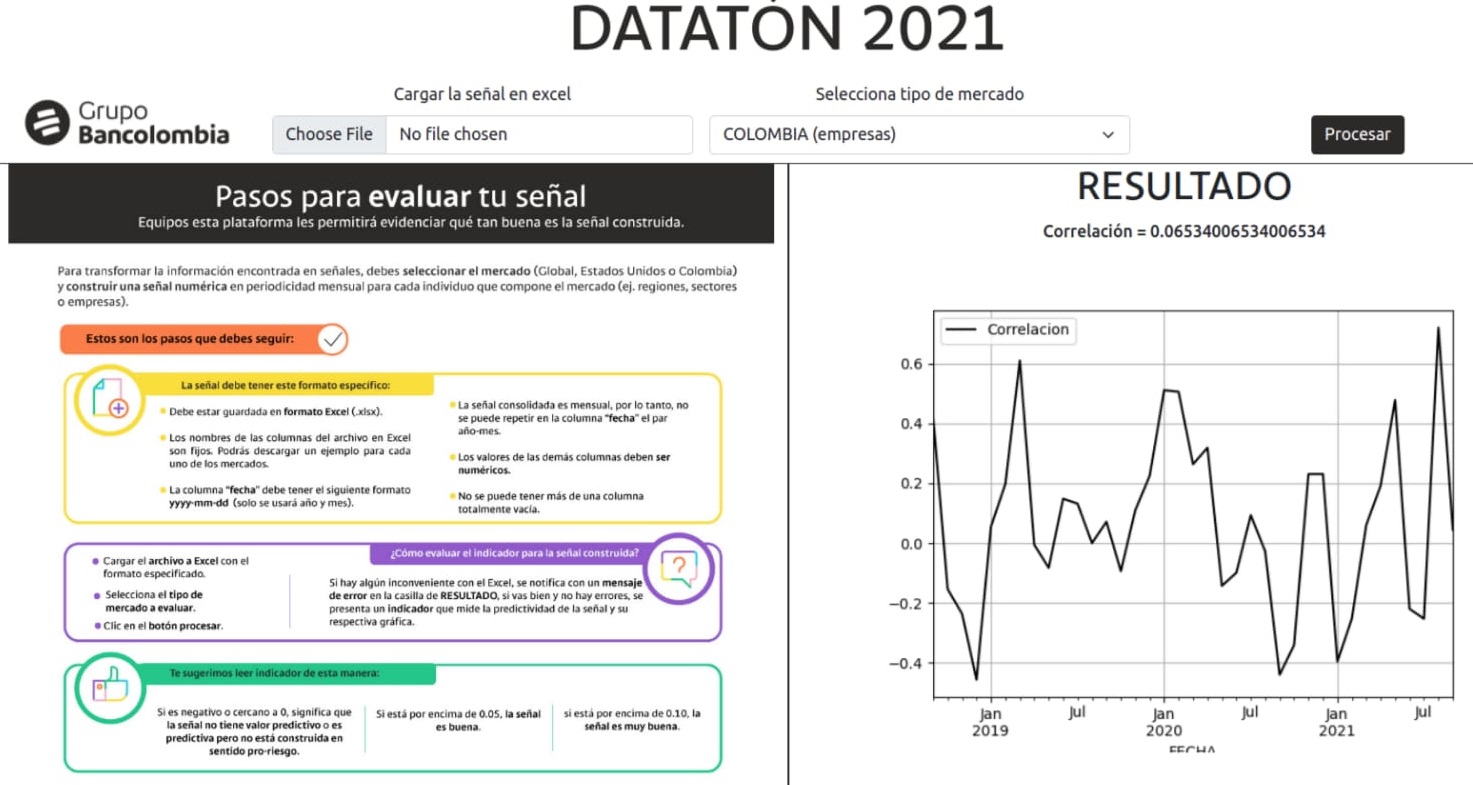 DATATÓN 2021
Grupo
Bancolombia
Cargar la señal en excel
Choose File
No file chosen
Selecciona tipo de mercado
COLOMBIA (empresas)
Procesar
Pasos para evaluar tu señal
Equipos esta plataforma les permitirá evidenciar qué tan buena es la señal construida.
Para transformar la información encontrada en señales, debes seleccionar el mercado (Global, Estados Unidos o Colombia)
y construir una señal numérica en periodicidad mensual para cada individuo que compone el mercado (ej. regiones, sectores
o empresas).
Estos son los pasos que debes seguir:
La señal debe tener este formato específico:
Debe estar guardada en formato Excel (.xlsx).
Los nombres de las columnas del archivo en Excel
son fijos. Podrás descargar un ejemplo para cada
uno de los mercados.
La columna "fecha" debe tener el siguiente formato
yyyy-mm-dd (solo se usará año y mes).
La señal consolidada es mensual, por lo tanto, no
se puede repetir en la columna "fecha" el par
año-mes.
Los valores de las demás columnas deben ser
numéricos.
No se puede tener más de una columna
totalmente vacía.
¿Cómo evaluar el indicador para la señal construida?
Cargar el archivo a Excel con el
formato especificado.
Selecciona el tipo de
mercado a evaluar.
Clic en el botón procesar.
Si hay algún inconveniente con el Excel, se notifica con un mensaje
de error en la casilla de RESULTADO, si vas bien y no hay errores, se
presenta un indicador que mide la predictividad de la señal y su
respectiva gráfica.
?
Te sugerimos leer indicador de esta manera:
Si es negativo o cercano a 0, significa que
la señal no tiene valor predictivo o es
predictiva pero no está construida en
sentido pro-riesgo.
Si está por encima de 0.05, la señal
es buena.
si está por encima de 0.10, la
señal es muy buena.
RESULTADO
Correlación = 0.06534006534006534
Correlacion
0.6
0.4
0.2
0.0
−0.2
−0.4
Jan
2019
Jul
Jan
2020
Jul
Jan
2021
Jul
FECHA